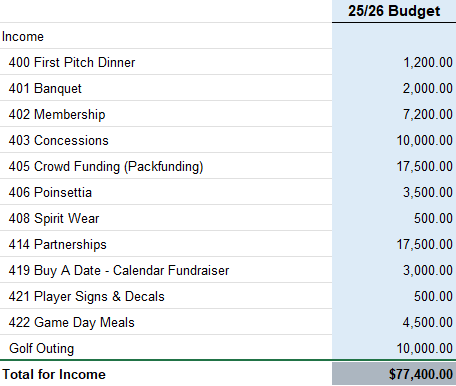 25/26 Budget
Income
400 First Pitch Dinner 1,200.00
401 Banquet 2,000.00
402 Membership 7,200.00
403 Concessions 10,000.00
405 Crowd Funding (Packfunding) 17,500.00
406 Poinsettia 3,500.00
408 Spirit Wear 500.00
414 Partnerships 17,500.00
419 Buy A Date - Calendar Fundraiser 3,000.00
421 Player Signs & Decals 500.00
422 Game Day Meals 4,500.00
Golf Outing 10,000.00
Total for Income $77,400.00